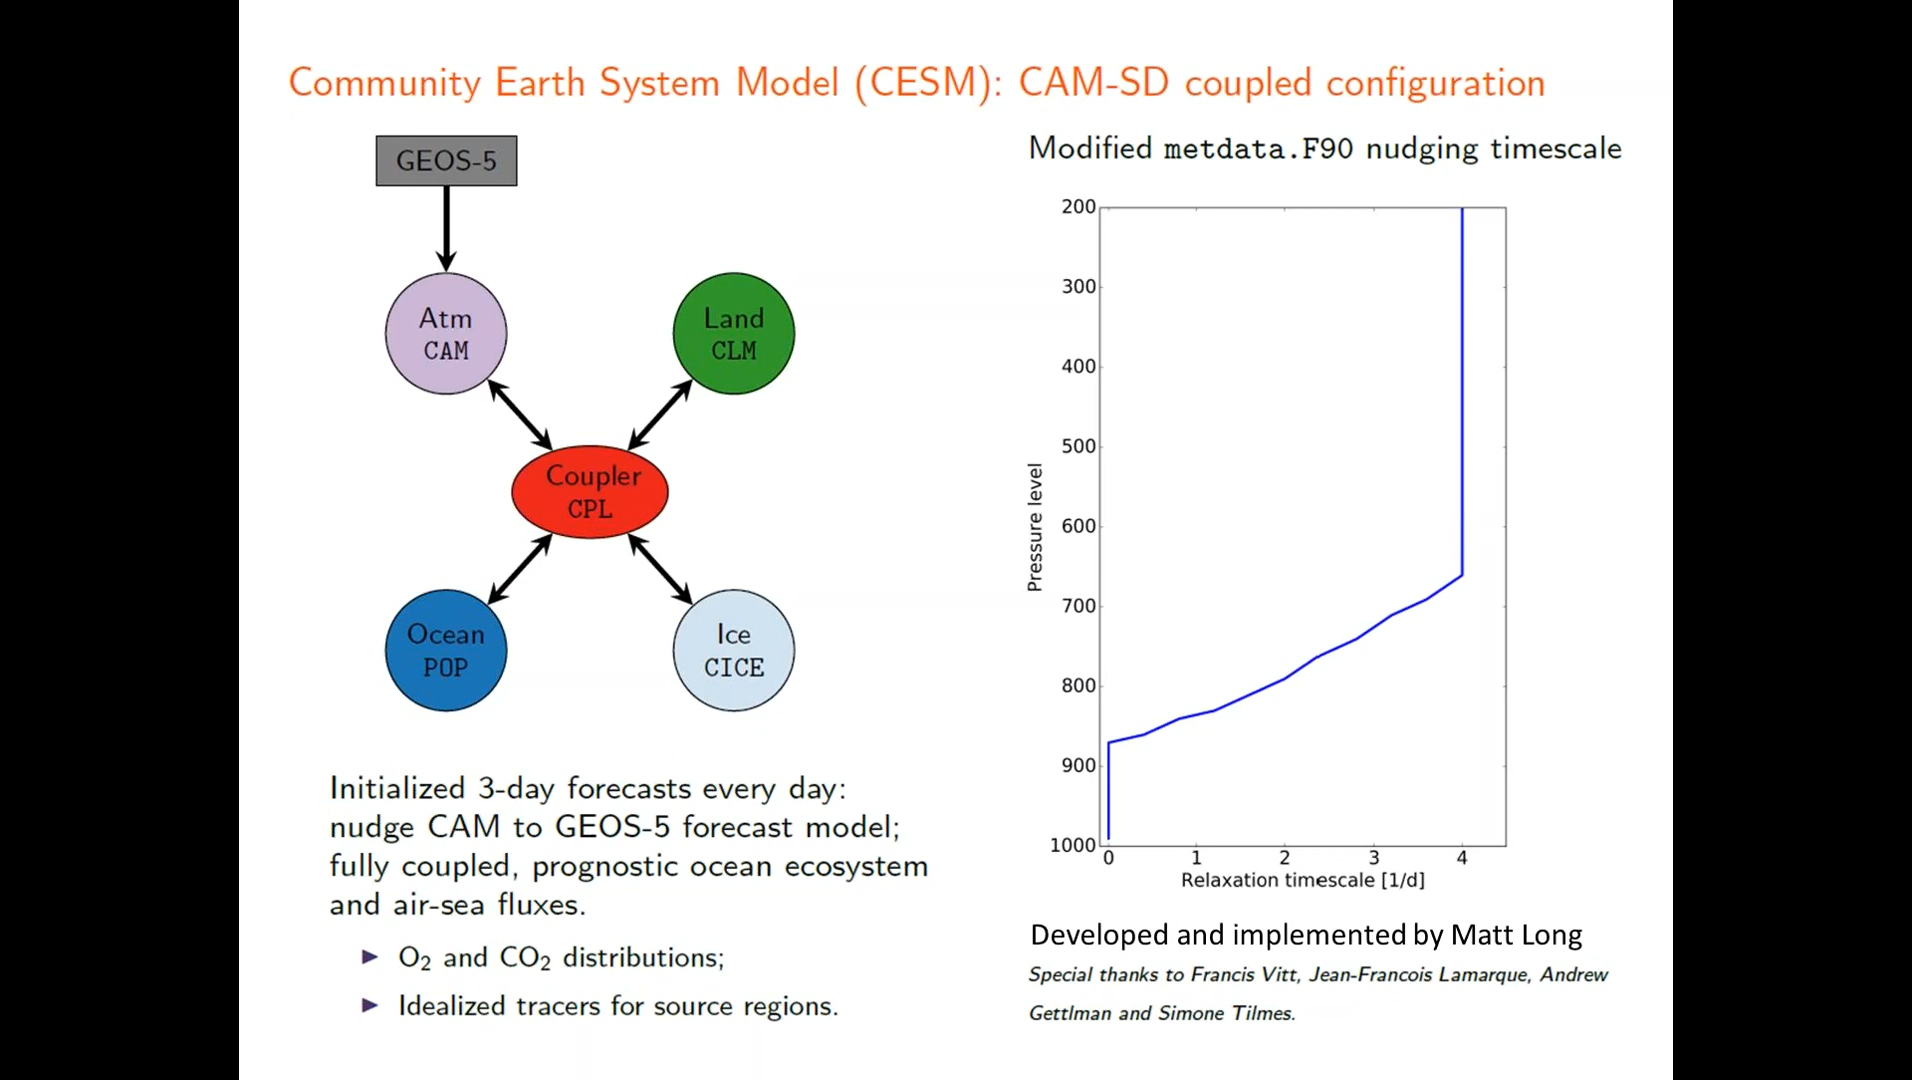 Community Earth System Model (CESM): CAM-SD coupled configuration
GEOS-5
Atm
CAM
Land
CLM
Coupler
CPL
Ocean
POP
Ice
CICE
Initialized 3-day forecasts every day:
nudge CAM to GEOS-5 forecast model;
fully coupled, prognostic ocean ecosystem
and air-sea fluxes.
O₂ and CO₂ distributions;
Idealized tracers for source regions.
Modified metdata.F90 nudging timescale
200
300
400
500
600
700
800
900
1000
Pressure level
0 1 2 3 4
Relaxation timescale [1/d]
Developed and implemented by Matt Long
Special thanks to Francis Vitt, Jean-Francois Lamarque, Andrew
Gettlman and Simone Tilmes.